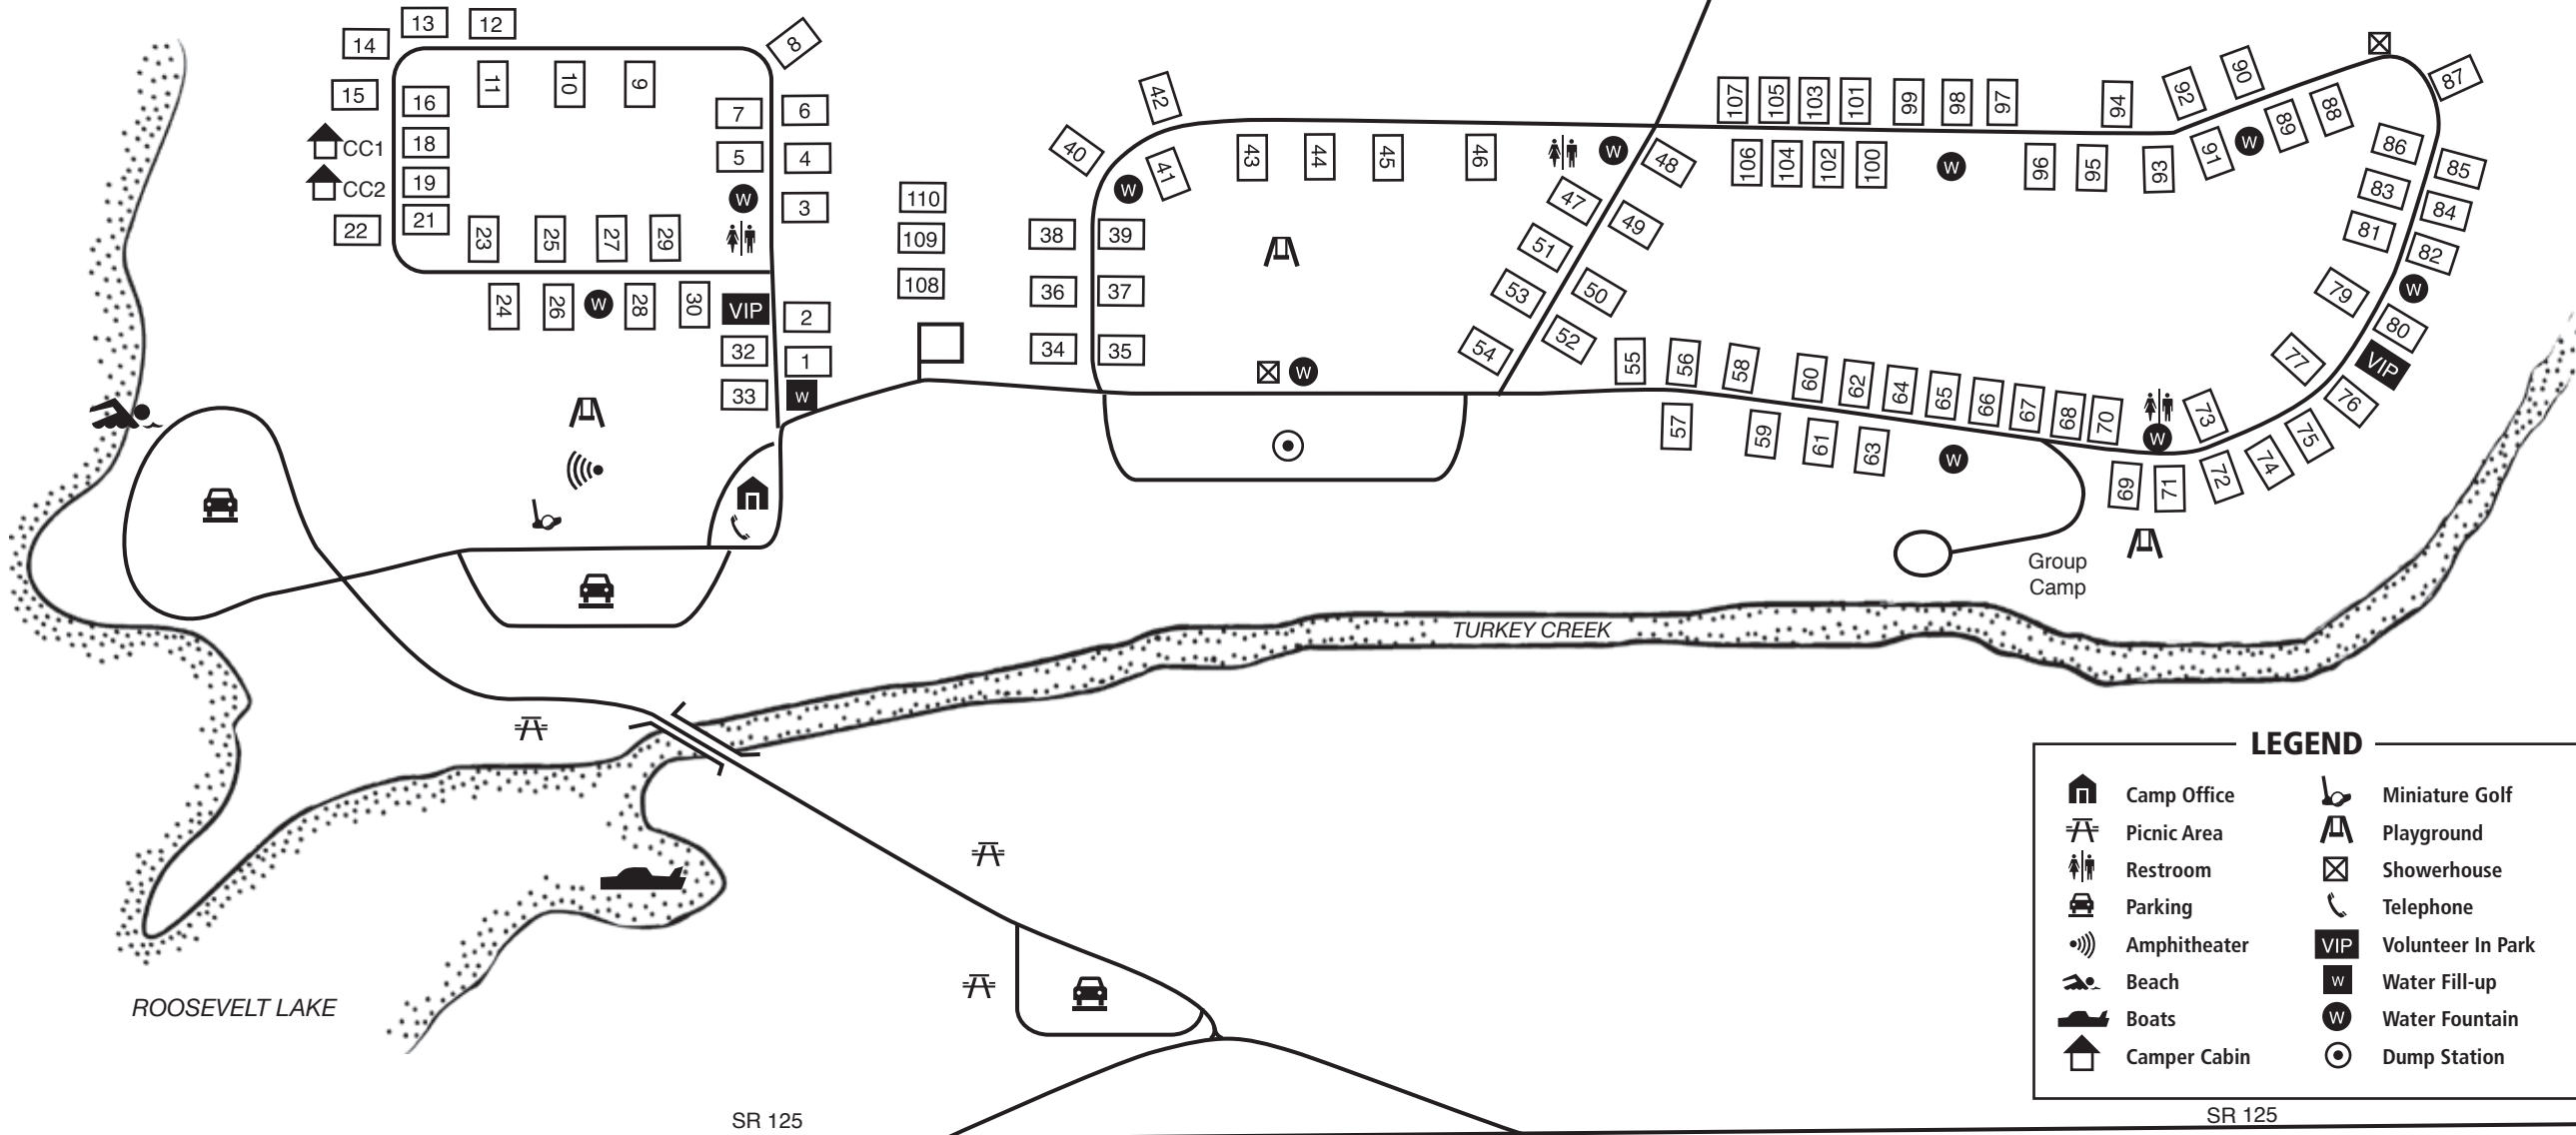 13
12
14
8
11
10
9
15
16
7
6
CC1
18
5
4
CC2
19
W
3
22
21
23
25
27
29
24
26
W
28
30
VIP
2
32
1
33
W
110
109
108
42
40
41
W
43
44
45
46
W
48
38
39
47
49
51
36
37
53
50
34
35
54
52
W
107
105
103
101
99
98
97
94
92
90
87
106
104
102
100
W
96
95
93
91
W
89
88
86
85
83
84
81
82
W
79
80
VIP
77
76
55
56
58
60
62
64
65
66
67
68
70
W
73
75
57
59
61
63
W
69
71
72
74
Group
Camp
TURKEY CREEK
ROOSEVELT LAKE
SR 125
SR 125
LEGEND
Camp Office
Picnic Area
Restroom
Parking
Amphitheater
Beach
Boats
Camper Cabin
Miniature Golf
Playground
Showerhouse
Telephone
VIP Volunteer In Park
W Water Fill-up
W Water Fountain
Dump Station